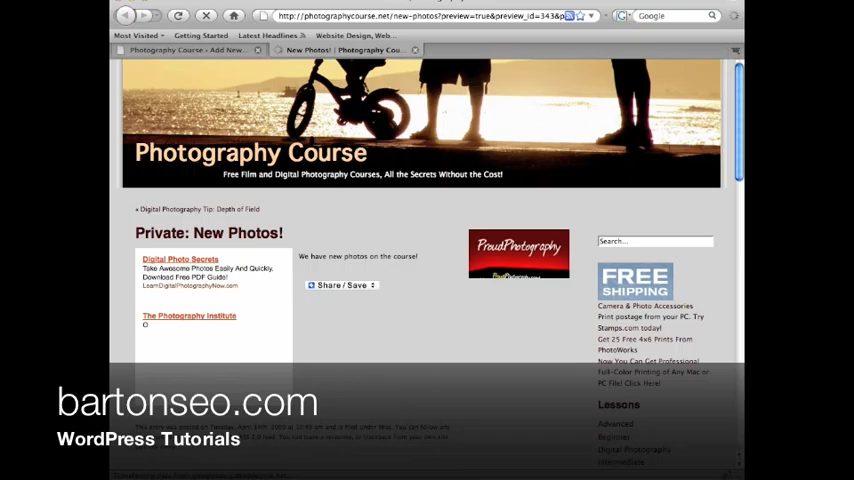 http://photographycourse.net/new-photos?preview=true&preview_id=343&p
Google
Most Visited
Getting Started
Latest Headlines
Website Design, Web...
Photography Course › Add New...
New Photos! | Photography Cour...
Photography Course
Free Film and Digital Photography Courses, All the Secrets Without the Cost!
« Digital Photography Tip: Depth of Field
Private: New Photos!
Digital Photo Secrets
Take Awesome Photos Easily And Quickly.
Download Free PDF Guide!
LearnDigitalPhotographyNow.com
The Photography Institute
O
We have new photos on the course!
Share / Save
ProudPhotography
Search...
FREE
SHIPPING
Camera & Photo Accessories
Print postage from your PC. Try
Stamps.com today!
Get 25 Free 4x6 Prints From
PhotoWorks
Now You Can Get Professional
Full-Color Printing of Any Mac or
PC File! Click Here!
Lessons
Advanced
Beginner
Digital Photography
Intermediate
bartonseo.com
WordPress Tutorials